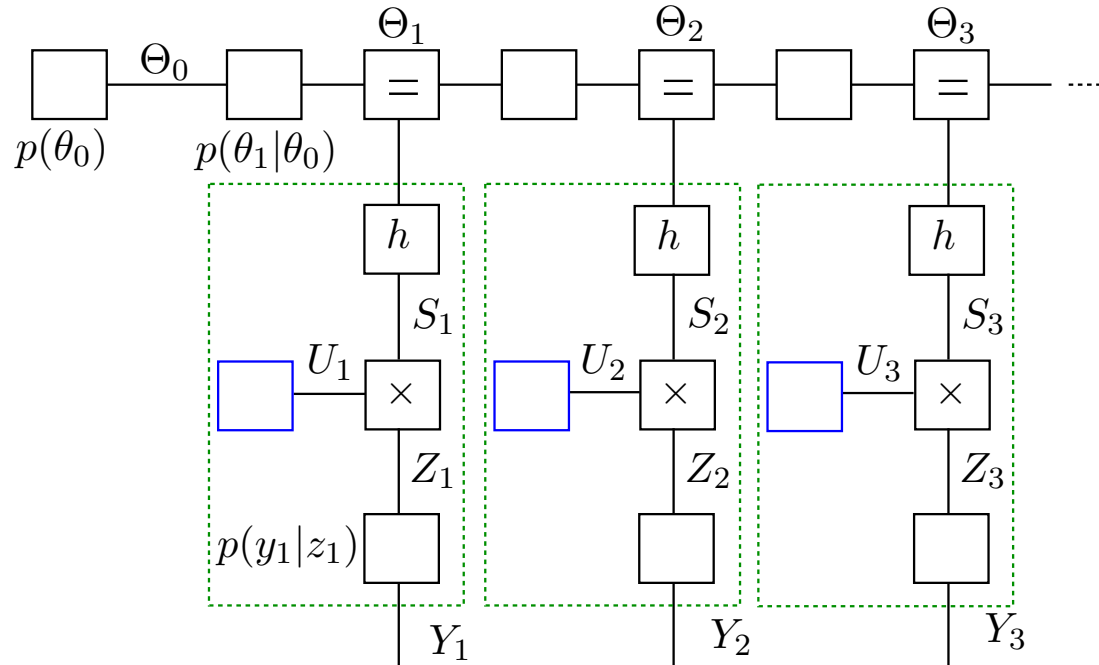 Θ₁ Θ₂ Θ₃
Θ₀
= = =
p(θ₀) p(θ₁|θ₀)
h h h
S₁ S₂ S₃
U₁ U₂ U₃
× × ×
Z₁ Z₂ Z₃
p(y₁|z₁)
Y₁ Y₂ Y₃